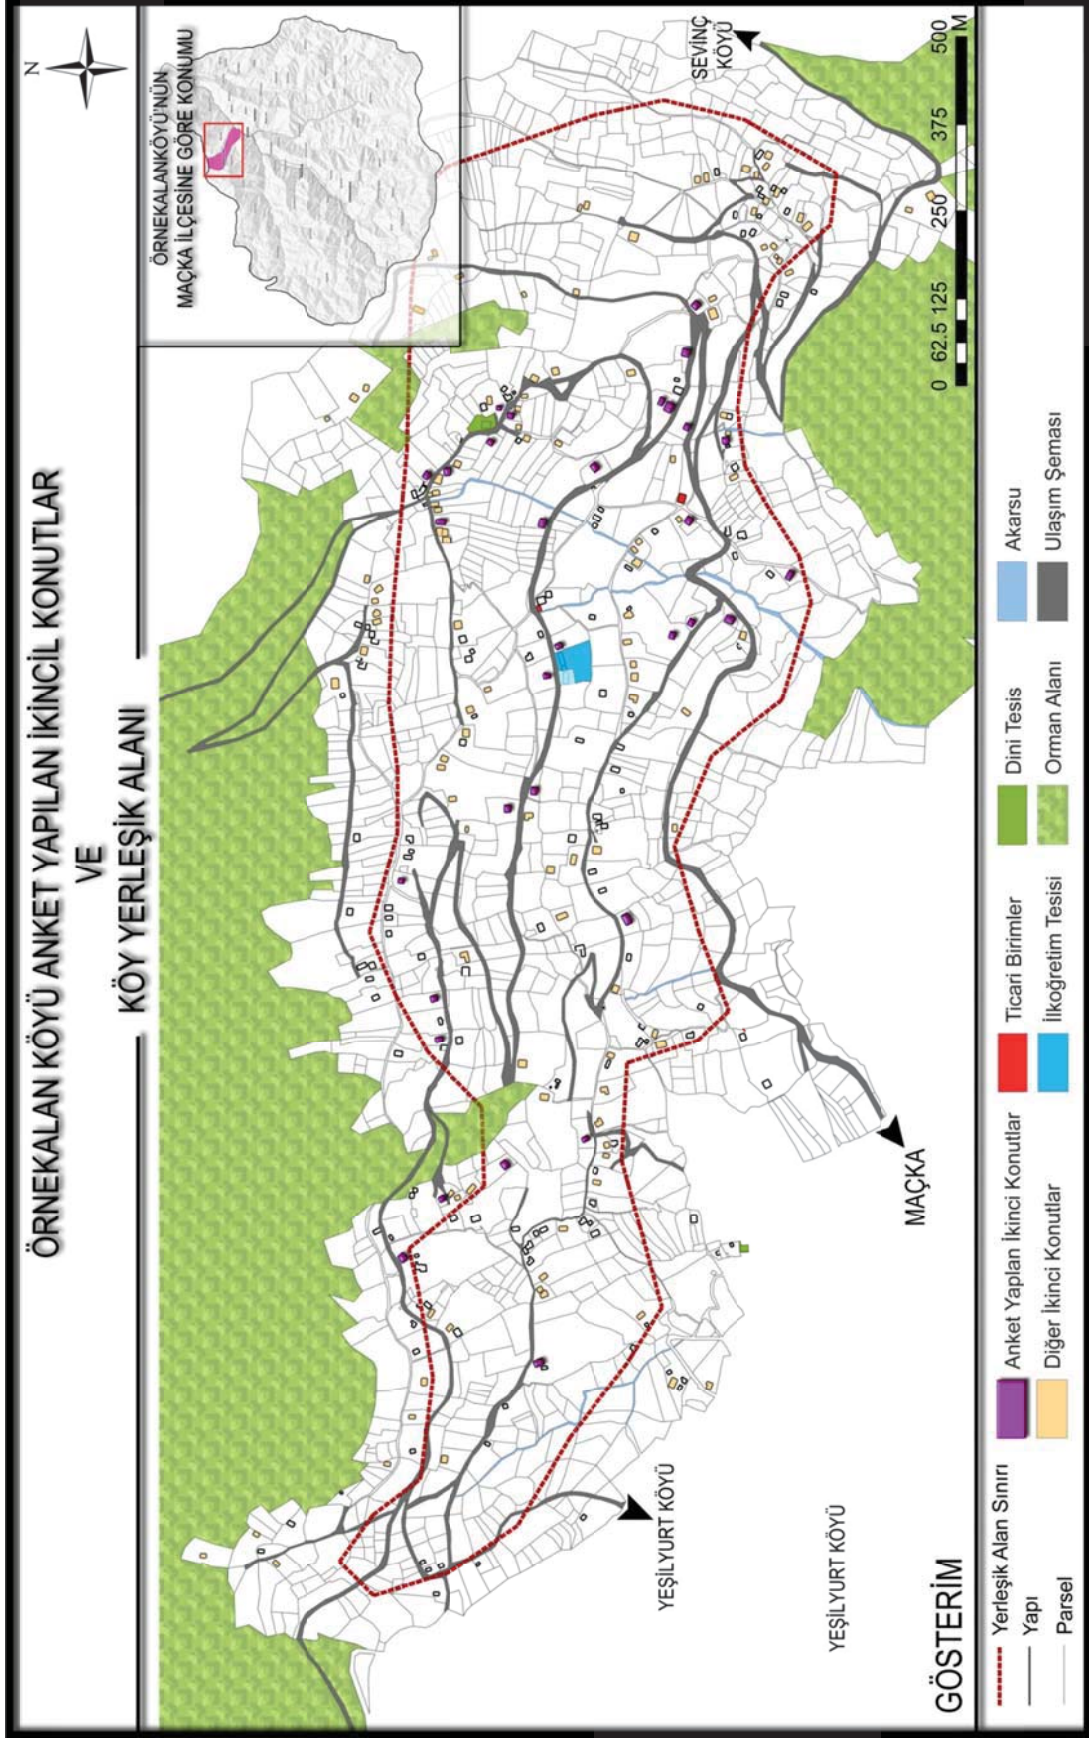 ÖRNEKALAN KÖYÜ ANKET YAPILAN İKİNCİL KONUTLAR
VE
KÖY YERLEŞİK ALANI
N
ÖRNEKALANKÖYÜ'NÜN
MAÇKA İLÇESİNE GÖRE KONUMU
SEVİNÇ
KÖYÜ
MAÇKA
YEŞİLYURT KÖYÜ
YEŞİLYURT KÖYÜ
0 62.5 125 250 375 500
M
GÖSTERİM
Yerleşik Alan Sınırı
Yapı
Parsel
Anket Yaplan İkinci Konutlar
Diğer İkinci Konutlar
Ticari Birimler
İlkoğretim Tesisi
Dini Tesis
Orman Alanı
Akarsu
Ulaşım Şeması